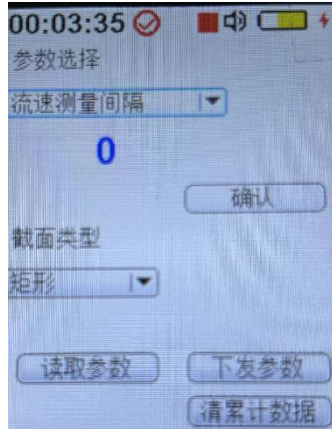 00:03:35
参数选择
流速测量间隔
0
确认
截面类型
矩形
读取参数
下发参数
清累计数据